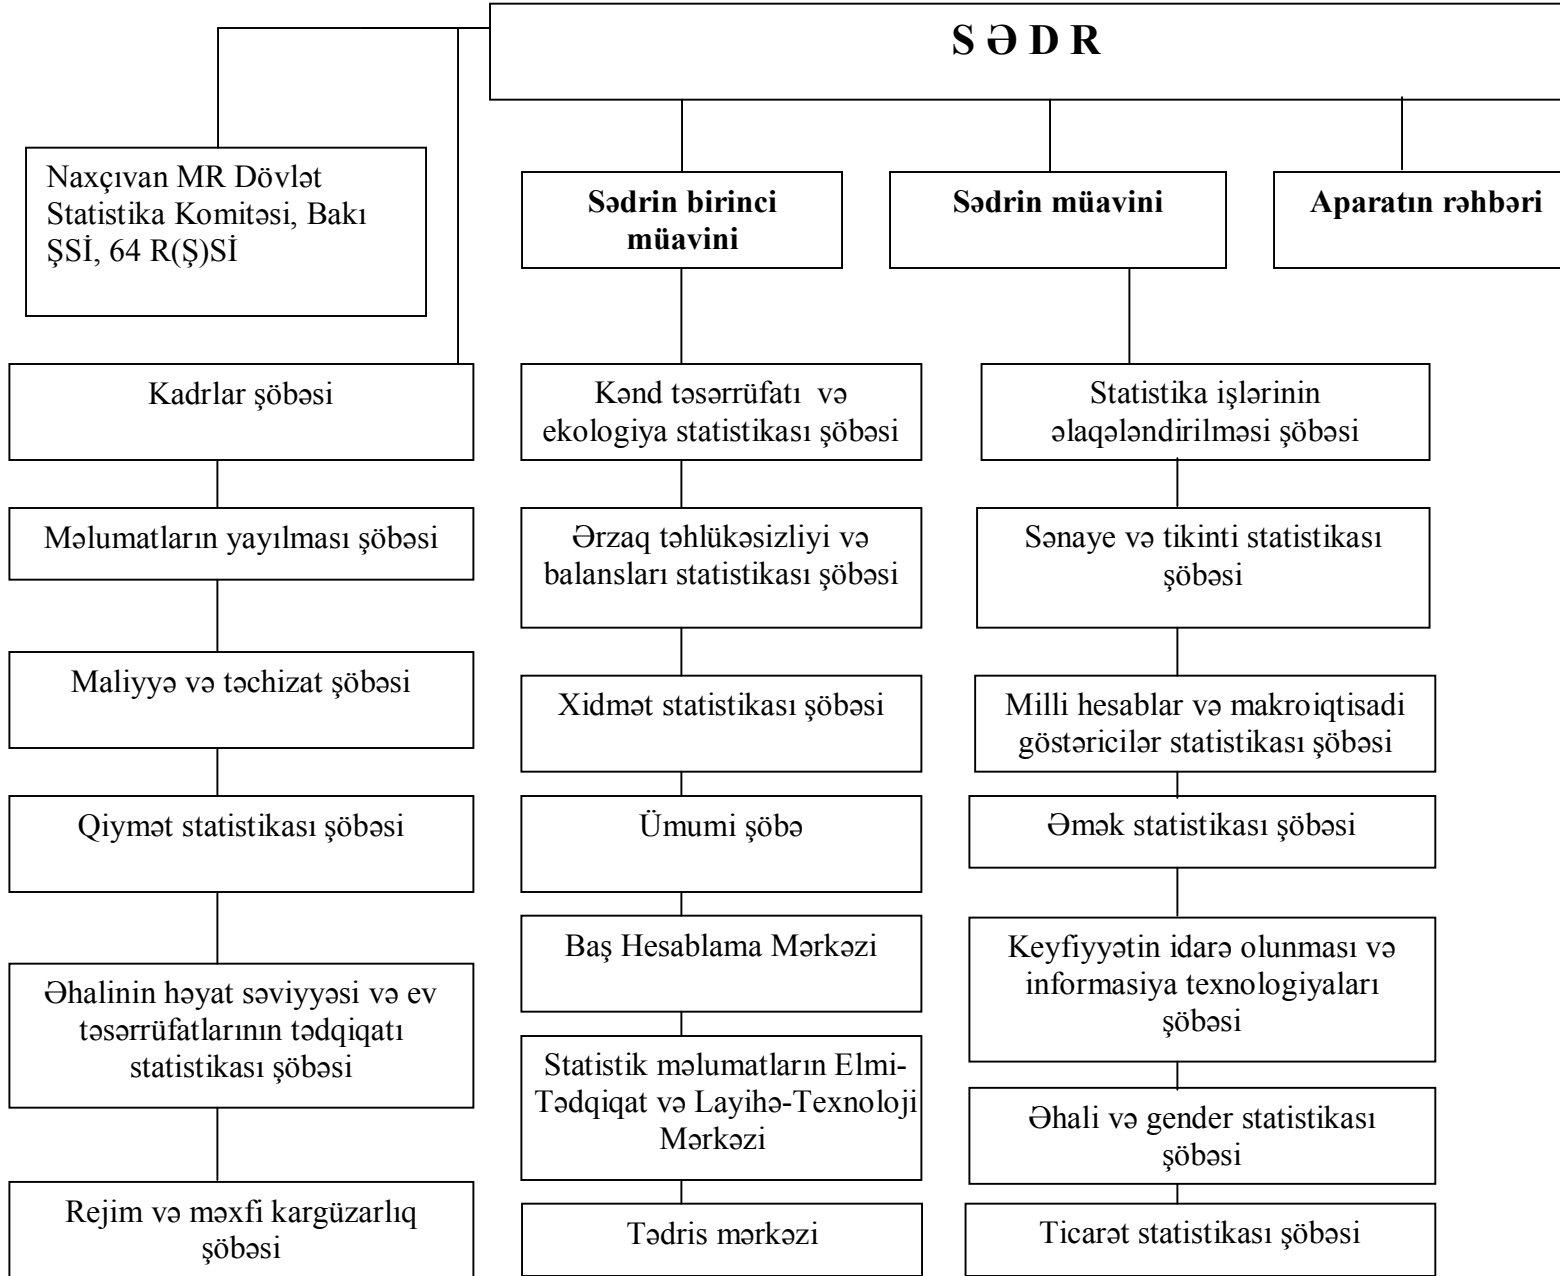 S Ə D R
Naxçıvan MR Dövlət
Statistika Komitəsi, Bakı
ŞSİ, 64 R(Ş)Sİ
Sədrin birinci
müavini
Sədrin müavini
Aparatın rəhbəri
Kadrlar şöbəsi
Məlumatların yayılması şöbəsi
Maliyyə və təchizat şöbəsi
Qiymət statistikası şöbəsi
Əhalinin həyat səviyyəsi və ev
təsərrüfatlarının tədqiqatı
statistikası şöbəsi
Rejim və məxfi kargüzarlıq
şöbəsi
Kənd təsərrüfatı və
ekologiya statistikası şöbəsi
Ərzaq təhlükəsizliyi və
balansları statistikası şöbəsi
Xidmət statistikası şöbəsi
Ümumi şöbə
Baş Hesablama Mərkəzi
Statistik məlumatların Elmi-
Tədqiqat və Layihə-Texnoloji
Mərkəzi
Tədris mərkəzi
Statistika işlərinin
əlaqələndirilməsi şöbəsi
Sənaye və tikinti statistikası
şöbəsi
Milli hesablar və makroiqtisadi
göstəricilər statistikası şöbəsi
Əmək statistikası şöbəsi
Keyfiyyətin idarə olunması və
informasiya texnologiyaları
şöbəsi
Əhali və gender statistikası
şöbəsi
Ticarət statistikası şöbəsi